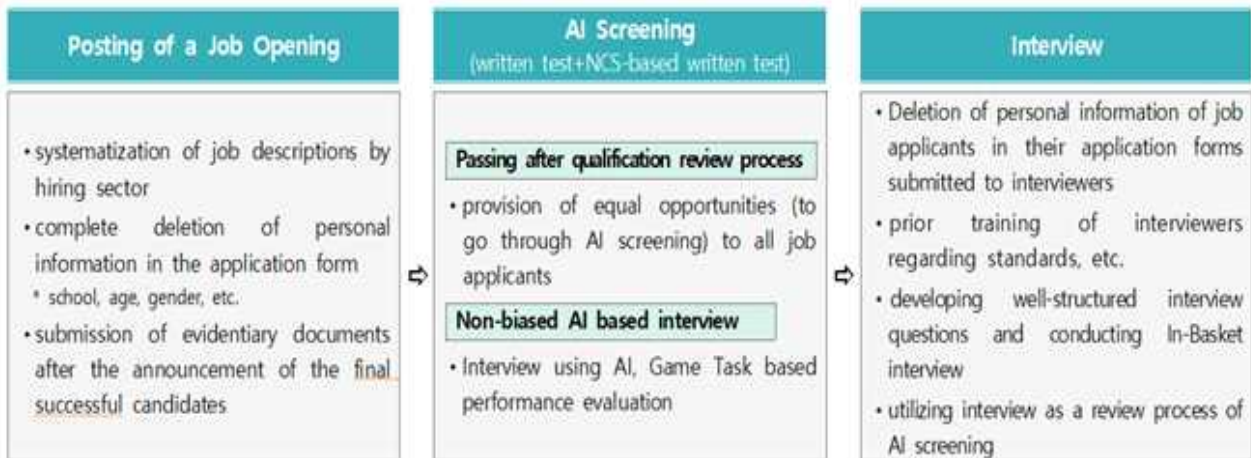 Posting of a Job Opening
• systematization of job descriptions by
hiring sector
• complete deletion of personal
information in the application form
* school, age, gender, etc.
• submission of evidentiary documents
after the announcement of the final
successful candidates
⇨
AI Screening
(written test+NCS-based written test)
Passing after qualification review process
• provision of equal opportunities (to
go through AI screening) to all job
applicants
Non-biased AI based interview
• Interview using AI, Game Task based
performance evaluation
⇨
Interview
• Deletion of personal information of job
applicants in their application forms
submitted to interviewers
• prior training of interviewers
regarding standards, etc.
• developing well-structured interview
questions and conducting In-Basket
interview
• utilizing interview as a review process of
AI screening